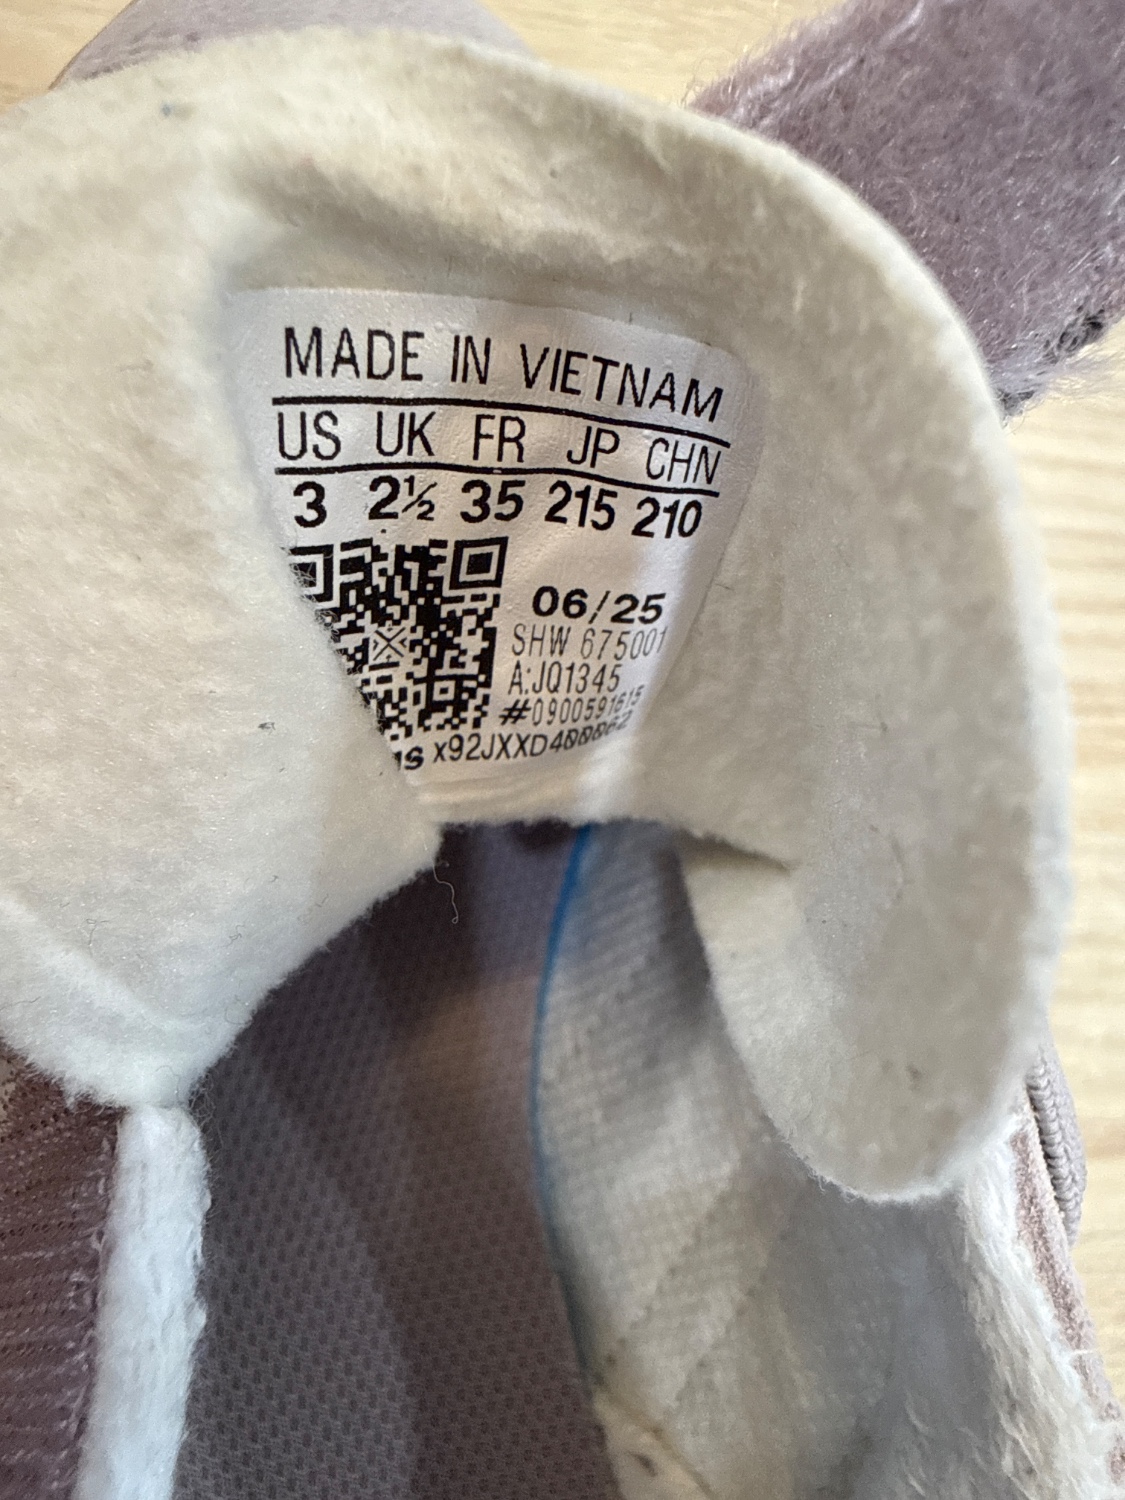 MADE IN VIETNAM
US UK FR JP CHN
3 2½ 35 215 210
06/25
SHW 675001
A:JQ1345
#0900591615